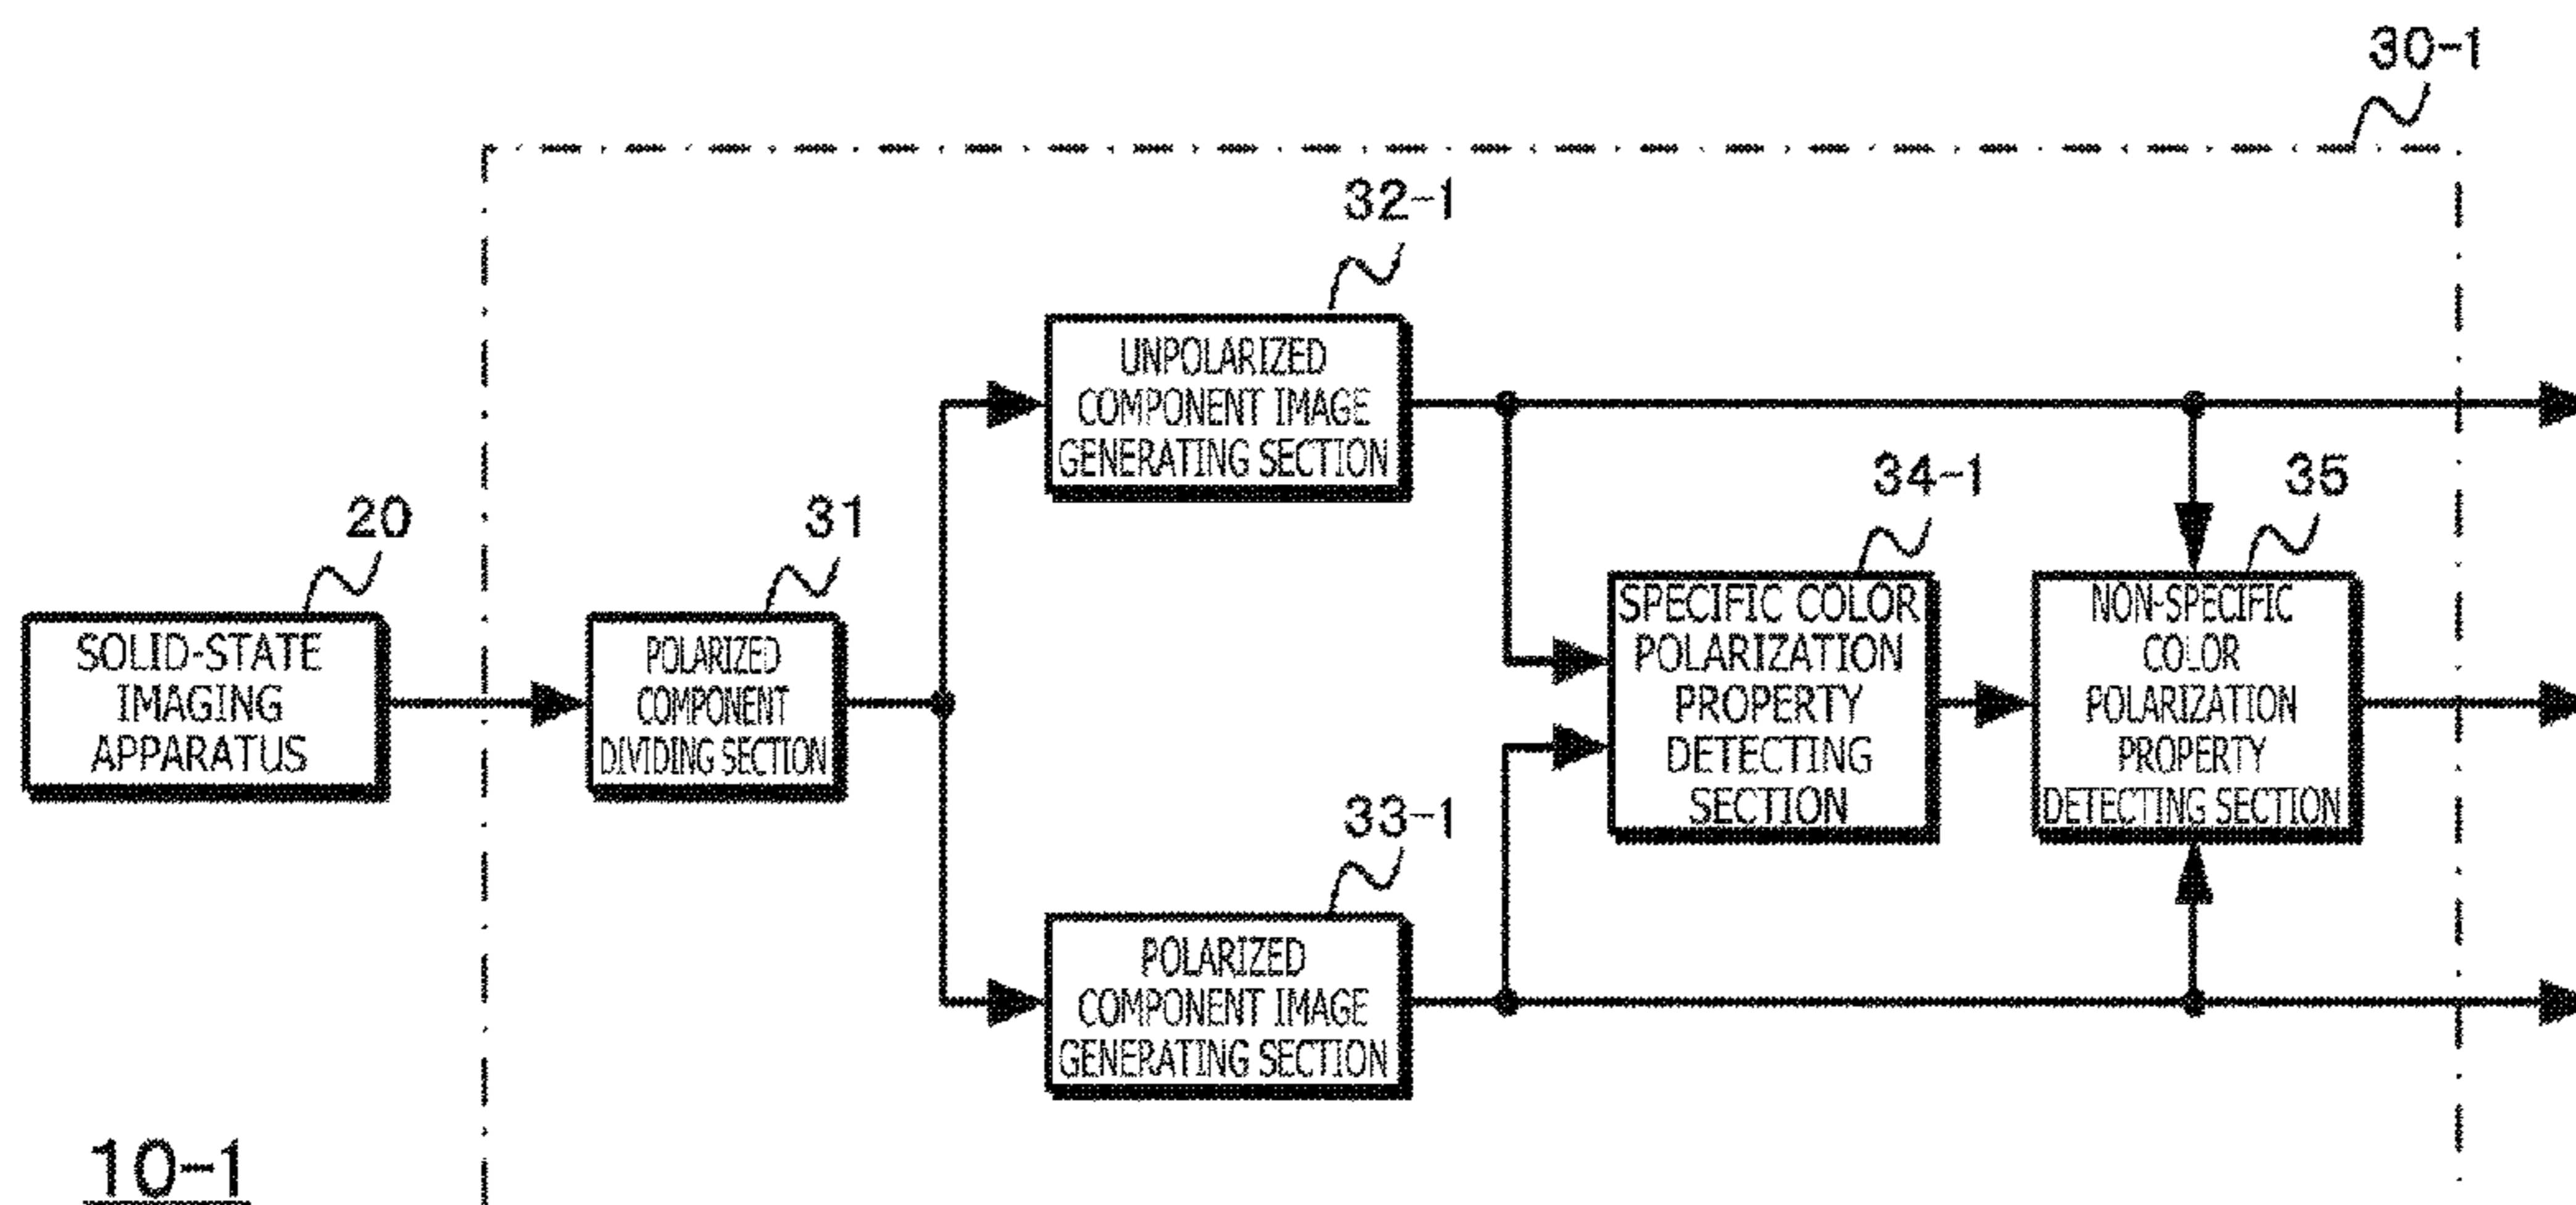 30-1
32-1
UNPOLARIZED
COMPONENT IMAGE
GENERATING SECTION
20
SOLID-STATE
IMAGING
APPARATUS
31
POLARIZED
COMPONENT
DIVIDING SECTION
34-1
SPECIFIC COLOR
POLARIZATION
PROPERTY
DETECTING
SECTION
35
NON-SPECIFIC
COLOR
POLARIZATION
PROPERTY
DETECTING SECTION
33-1
POLARIZED
COMPONENT IMAGE
GENERATING SECTION
10-1